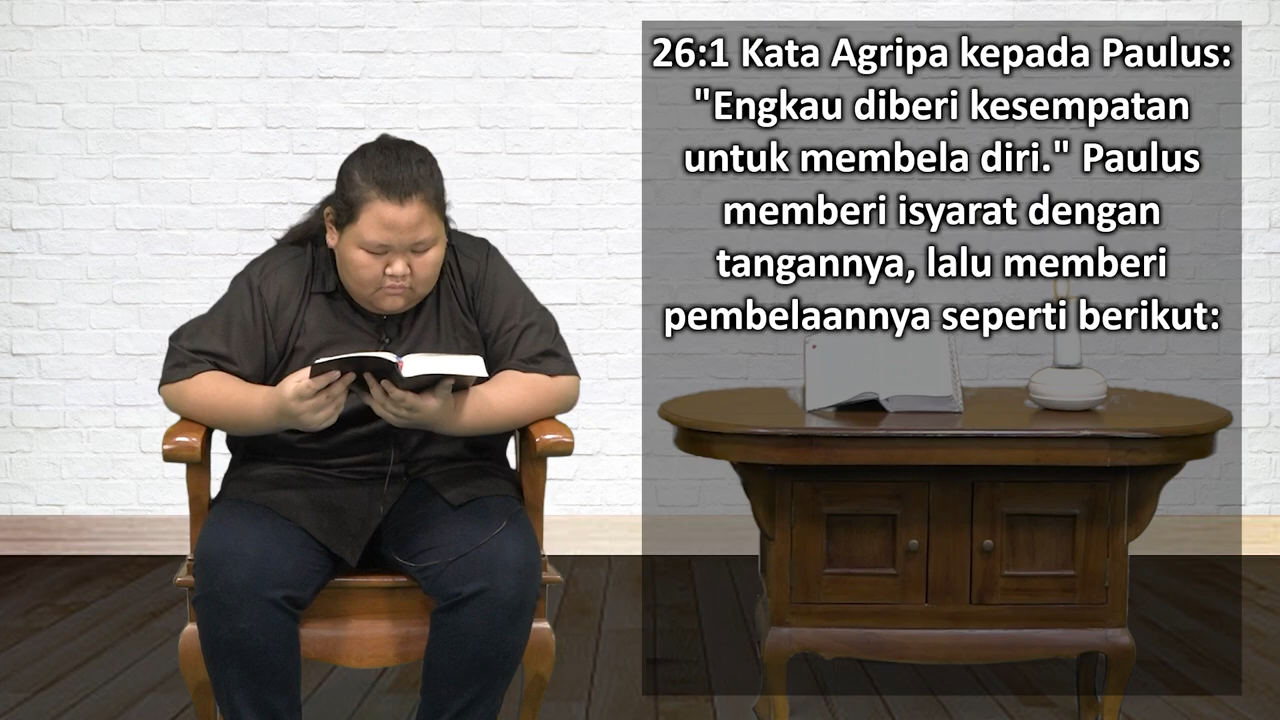 26:1 Kata Agripa kepada Paulus:
"Engkau diberi kesempatan
untuk membela diri." Paulus
memberi isyarat dengan
tangannya, lalu memberi
pembelaannya seperti berikut: